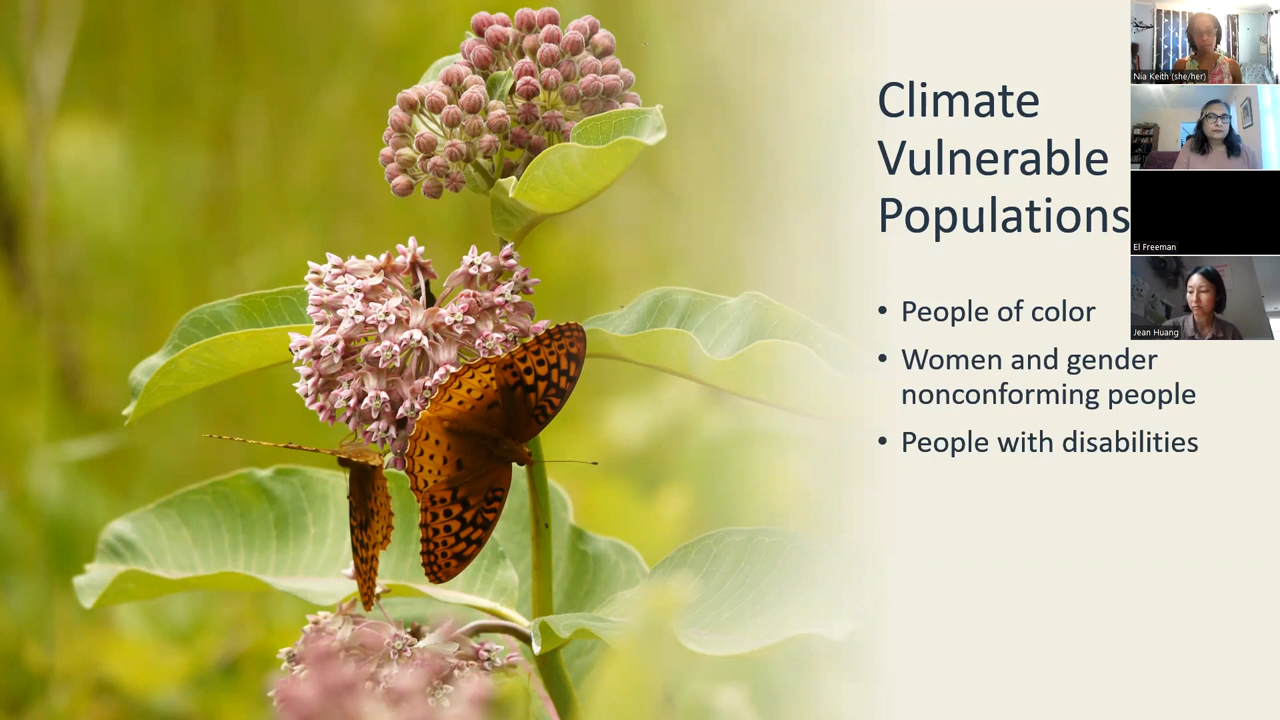 Climate
Vulnerable
Populations
• People of color
• Women and gender
nonconforming people
• People with disabilities
Nia Keith (she/her)
El Freeman
Jean Huang